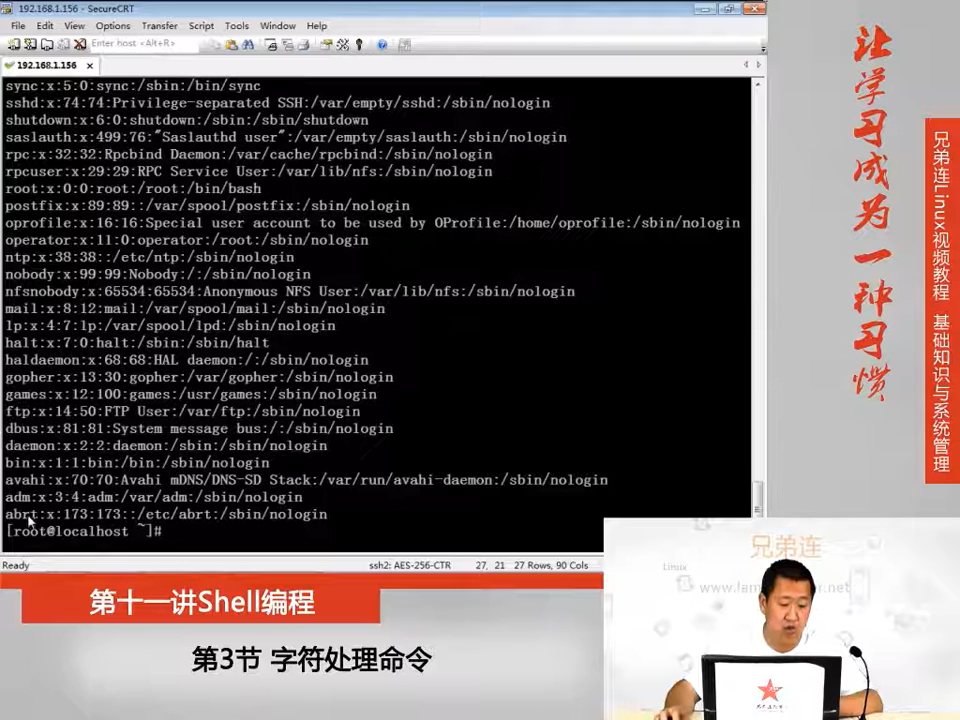 192.168.1.156 - SecureCRT
File Edit View Options Transfer Script Tools Window Help
Enter host <Alt+R>
192.168.1.156
sync:x:5:0:sync:/sbin:/bin/sync
sshd:x:74:74:Privilege-separated SSH:/var/empty/sshd:/sbin/nologin
shutdown:x:6:0:shutdown:/sbin:/sbin/shutdown
saslauth:x:499:76:"Saslauthd user":/var/empty/saslauth:/sbin/nologin
rpc:x:32:32:Rpcbind Daemon:/var/cache/rpcbind:/sbin/nologin
rpcuser:x:29:29:RPC Service User:/var/lib/nfs:/sbin/nologin
root:x:0:0:root:/root:/bin/bash
postfix:x:89:89::/var/spool/postfix:/sbin/nologin
oprofile:x:16:16:Special user account to be used by OProfile:/home/oprofile:/sbin/nologin
operator:x:11:0:operator:/root:/sbin/nologin
ntp:x:38:38::/etc/ntp:/sbin/nologin
nobody:x:99:99:Nobody:/:/sbin/nologin
nfsnobody:x:65534:65534:Anonymous NFS User:/var/lib/nfs:/sbin/nologin
mail:x:8:12:mail:/var/spool/mail:/sbin/nologin
lp:x:4:7:lp:/var/spool/lpd:/sbin/nologin
halt:x:7:0:halt:/sbin:/sbin/halt
haldaemon:x:68:68:HAL daemon:/:/sbin/nologin
gopher:x:13:30:gopher:/var/gopher:/sbin/nologin
games:x:12:100:games:/usr/games:/sbin/nologin
ftp:x:14:50:FTP User:/var/ftp:/sbin/nologin
dbus:x:81:81:System message bus:/:/sbin/nologin
daemon:x:2:2:daemon:/sbin:/sbin/nologin
bin:x:1:1:bin:/bin:/sbin/nologin
avahi:x:70:70:Avahi mDNS/DNS-SD Stack:/var/run/avahi-daemon:/sbin/nologin
adm:x:3:4:adm:/var/adm:/sbin/nologin
abrt:x:173:173::/etc/abrt:/sbin/nologin
[root@localhost ~]#
Ready ssh2: AES-256-CTR 27, 21 27 Rows, 90 Cols
让学习成为一种习惯
兄弟连Linux视频教程 基础知识与系统管理
第十一讲Shell编程
第3节 字符处理命令
兄弟连
Linux